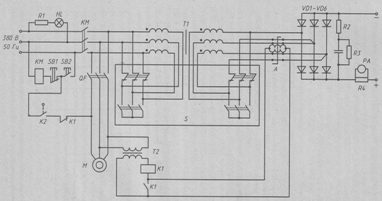 R1
HL
KM
T1
VD1-VD6
380 В
50 Гц
R2
R3
KM
SB1
SB2
QF
A
PA
R4
K2
K1
S
T2
M
K1
K1